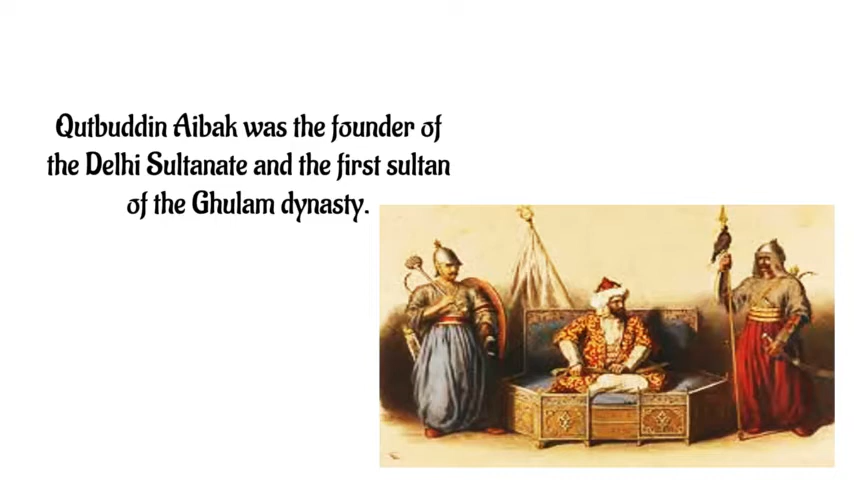 Qutbuddin Aibak was the founder of
the Delhi Sultanate and the first sultan
of the Ghulam dynasty.